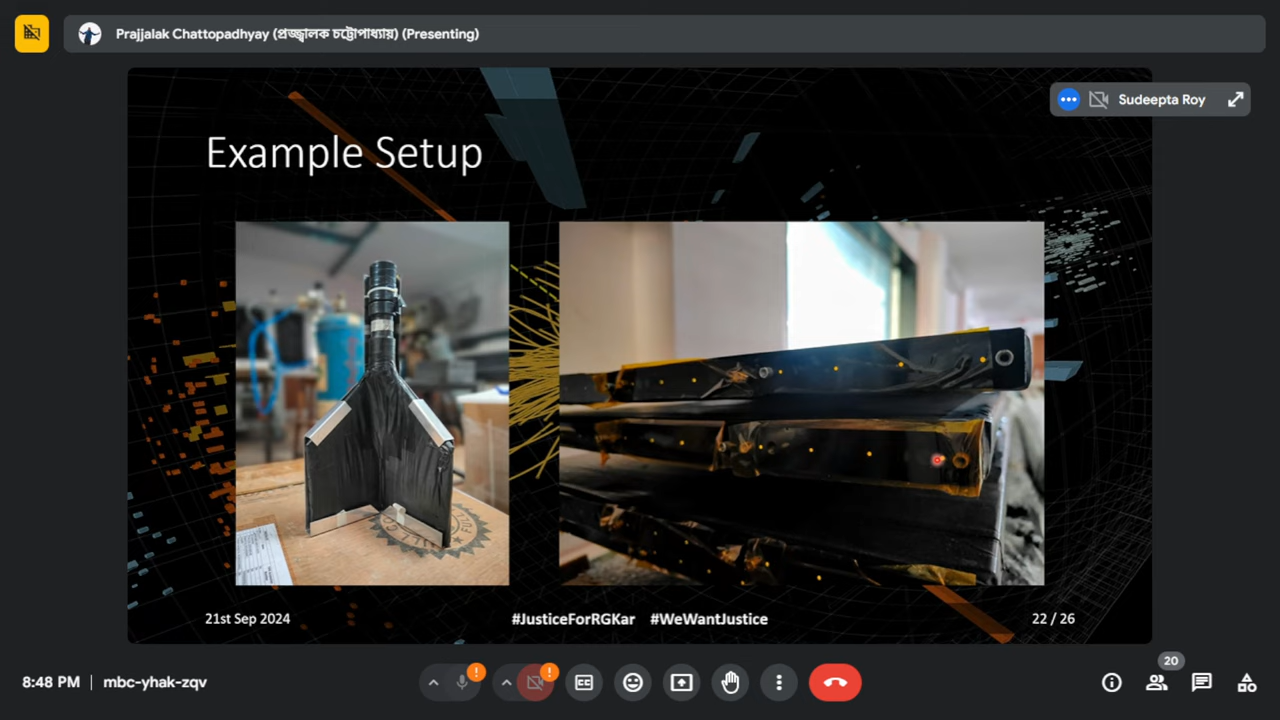 Prajjalak Chattopadhyay (প্রজ্জ্বালক চট্টোপাধ্যায়) (Presenting)
Sudeepta Roy
Example Setup
21st Sep 2024
#JusticeForRGKar #WeWantJustice
22 / 26
20
8:48 PM | mbc-yhak-zqv